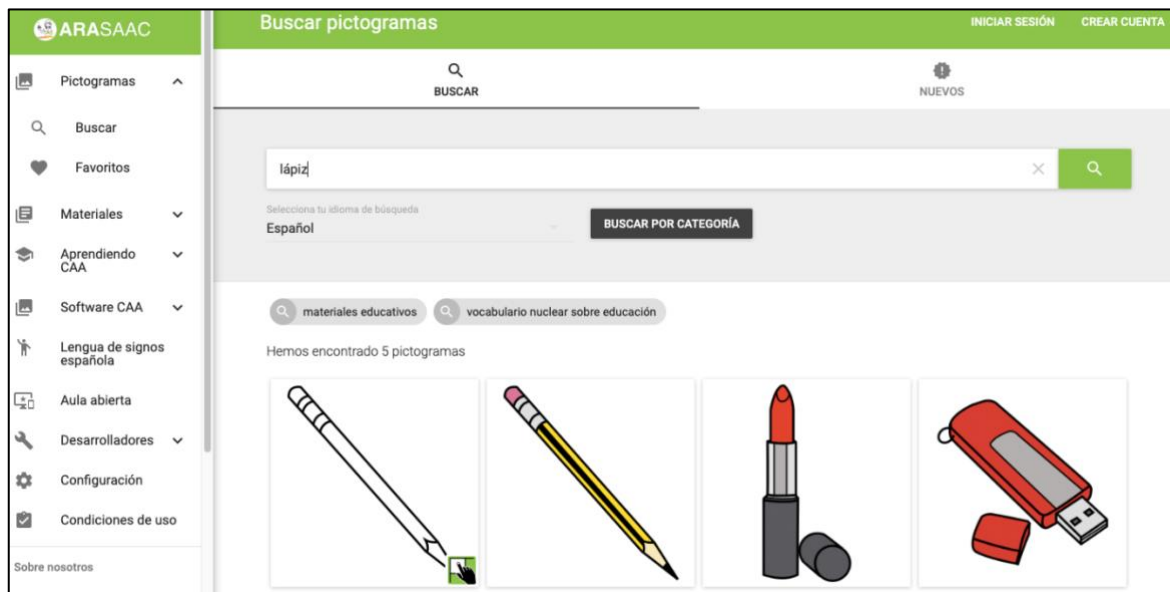 ARASAAC
Pictogramas
Buscar
Favoritos
Materiales
Aprendiendo
CAA
Software CAA
Lengua de signos
española
Aula abierta
Desarrolladores
Configuración
Condiciones de uso
Sobre nosotros
Buscar pictogramas
INICIAR SESIÓN CREAR CUENTA
BUSCAR NUEVOS
lápiz
Selecciona tu idioma de búsqueda
Español BUSCAR POR CATEGORÍA
materiales educativos vocabulario nuclear sobre educación
Hemos encontrado 5 pictogramas